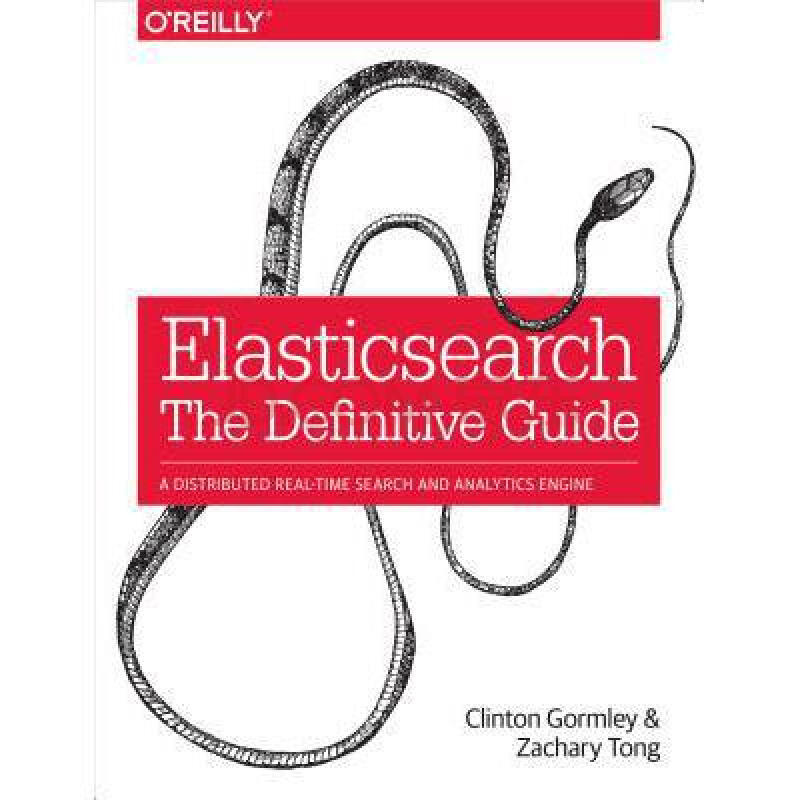 O'REILLY®
Elasticsearch
The Definitive Guide
A DISTRIBUTED REAL-TIME SEARCH AND ANALYTICS ENGINE
Clinton Gormley &
Zachary Tong